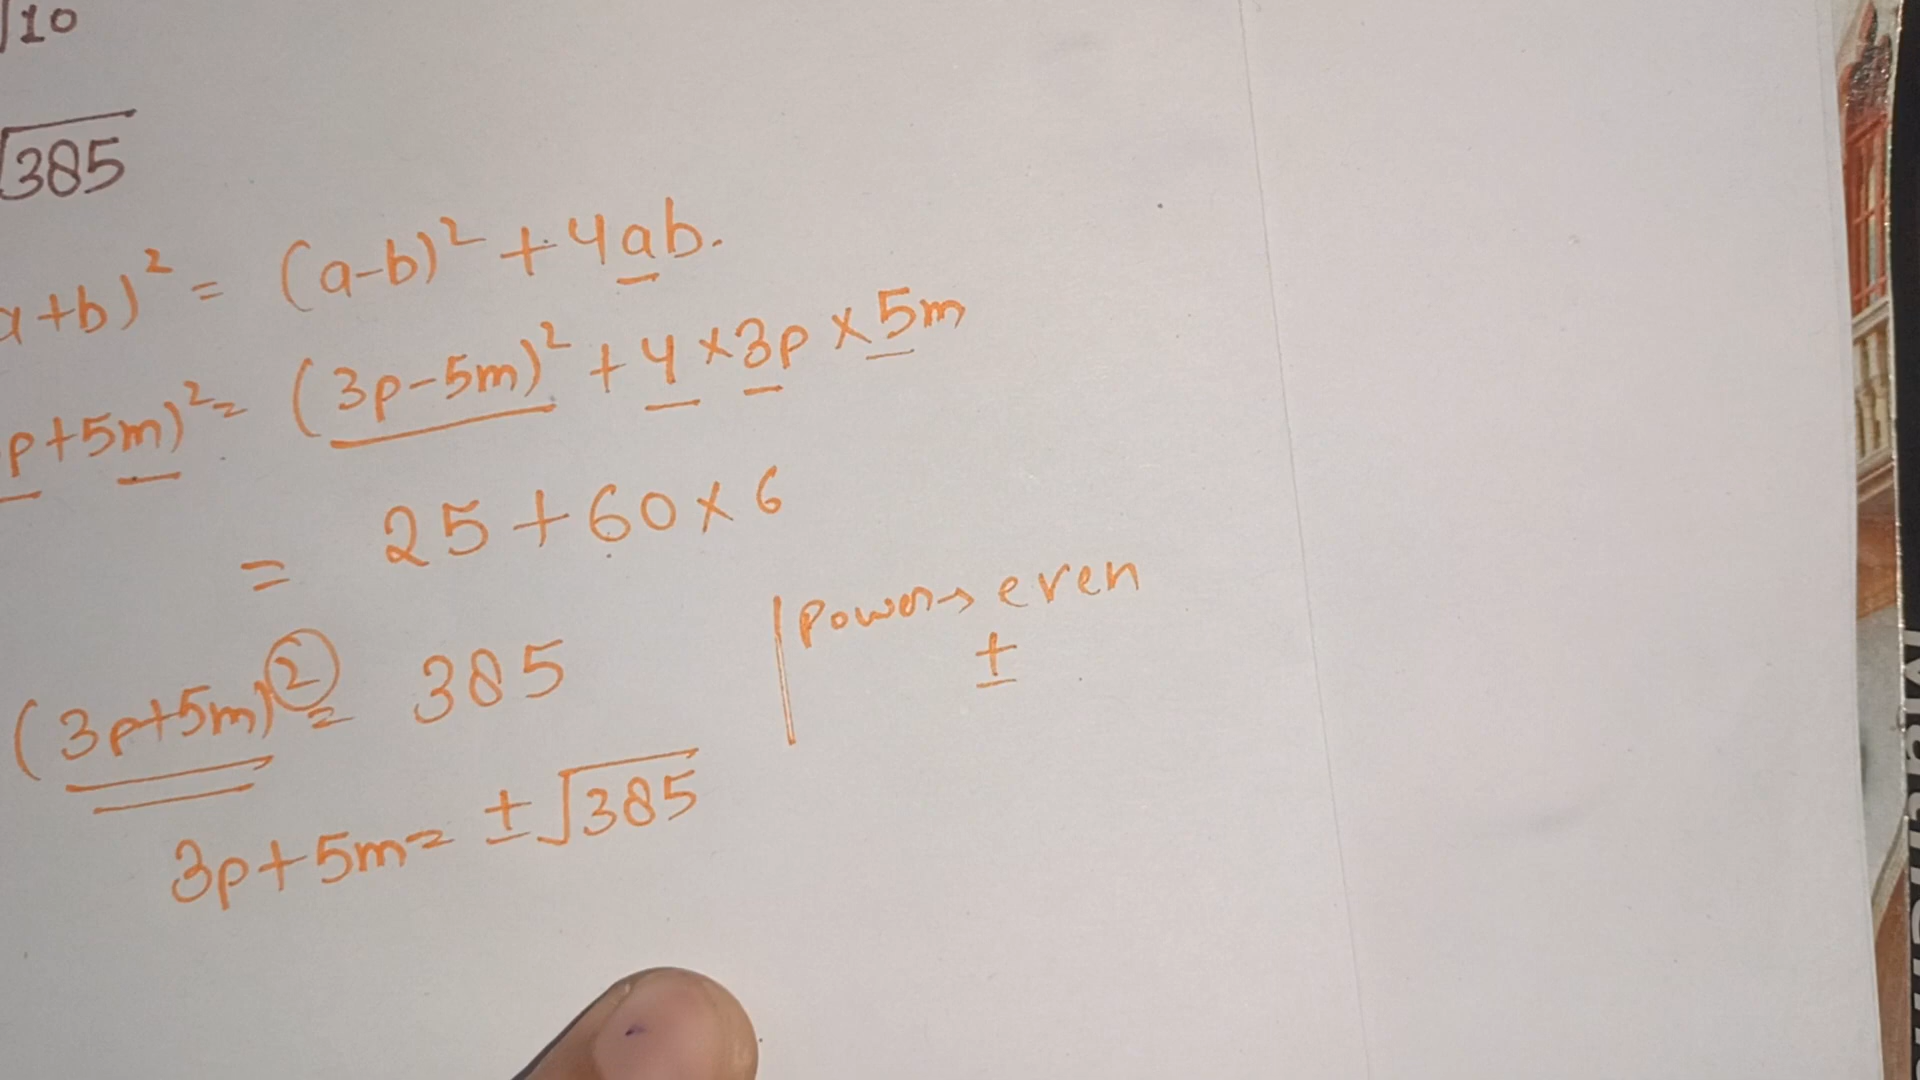 √10
√385
a+b)² = (a-b)² + 4ab.
p+5m)² = (3p-5m)² + 4 × 3p × 5m
= 25 + 60 × 6
(3p+5m)² = 385
Power → even
±
3p+5m = ± √385